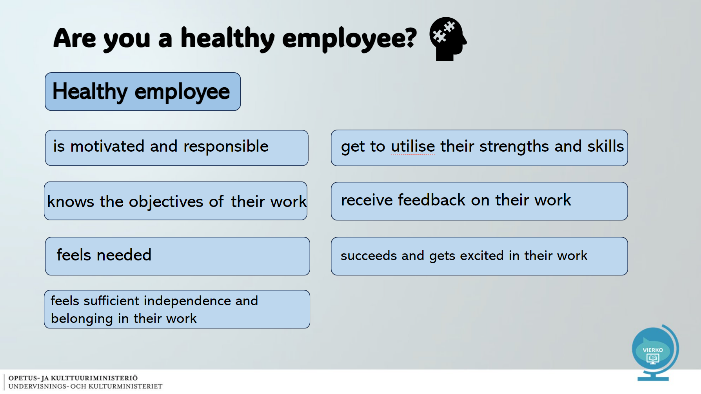 Are you a healthy employee?
Healthy employee
is motivated and responsible
knows the objectives of their work
feels needed
feels sufficient independence and
belonging in their work
get to utilise their strengths and skills
receive feedback on their work
succeeds and gets excited in their work
VIERKO
OPETUS- JA KULTTUURIMINISTERIÖ
UNDERVISNINGS- OCH KULTURMINISTERIET